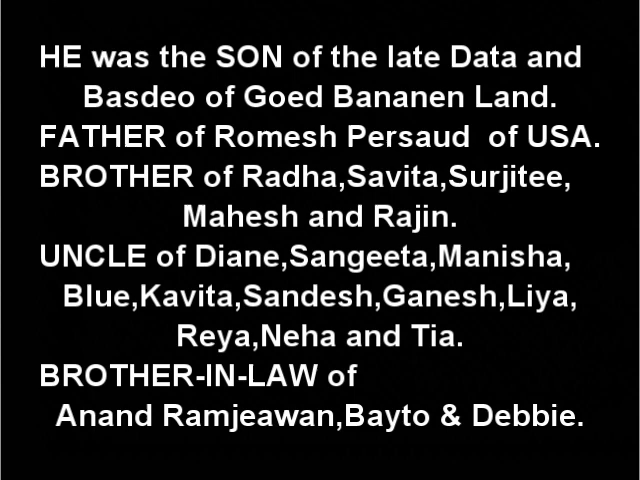 HE was the SON of the late Data and
Basdeo of Goed Bananen Land.
FATHER of Romesh Persaud  of USA.
BROTHER of Radha,Savita,Surjitee,
Mahesh and Rajin.
UNCLE of Diane,Sangeeta,Manisha,
Blue,Kavita,Sandesh,Ganesh,Liya,
Reya,Neha and Tia.
BROTHER-IN-LAW of
Anand Ramjeawan,Bayto & Debbie.